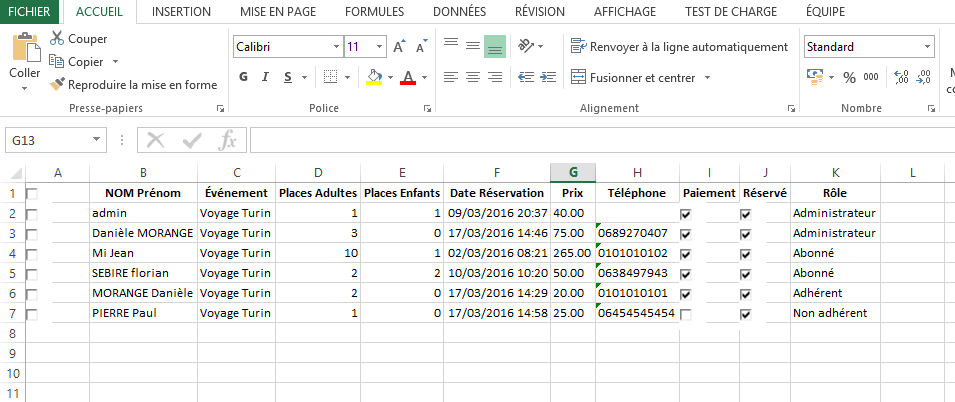 FICHIER ACCUEIL INSERTION MISE EN PAGE FORMULES DONNÉES RÉVISION AFFICHAGE TEST DE CHARGE ÉQUIPE
Coller
Couper
Copier
Reproduire la mise en forme
Presse-papiers
Calibri 11
G I S
Police
Renvoyer à la ligne automatiquement
Fusionner et centrer
Alignement
Standard
% 000
Nombre
G13
A B C D E F G H I J K L
1 NOM Prénom Événement Places Adultes Places Enfants Date Réservation Prix Téléphone Paiement Réservé Rôle
2 admin Voyage Turin 1 1 09/03/2016 20:37 40.00 Administrateur
3 Danièle MORANGE Voyage Turin 3 0 17/03/2016 14:46 75.00 0689270407 Administrateur
4 Mi Jean Voyage Turin 10 1 02/03/2016 08:21 265.00 0101010102 Abonné
5 SEBIRE florian Voyage Turin 2 2 10/03/2016 10:20 50.00 0638497943 Abonné
6 MORANGE Danièle Voyage Turin 2 0 17/03/2016 14:29 20.00 0101010101 Adhérent
7 PIERRE Paul Voyage Turin 1 0 17/03/2016 14:58 25.00 06454545454 Non adhérent
8
9
10
11